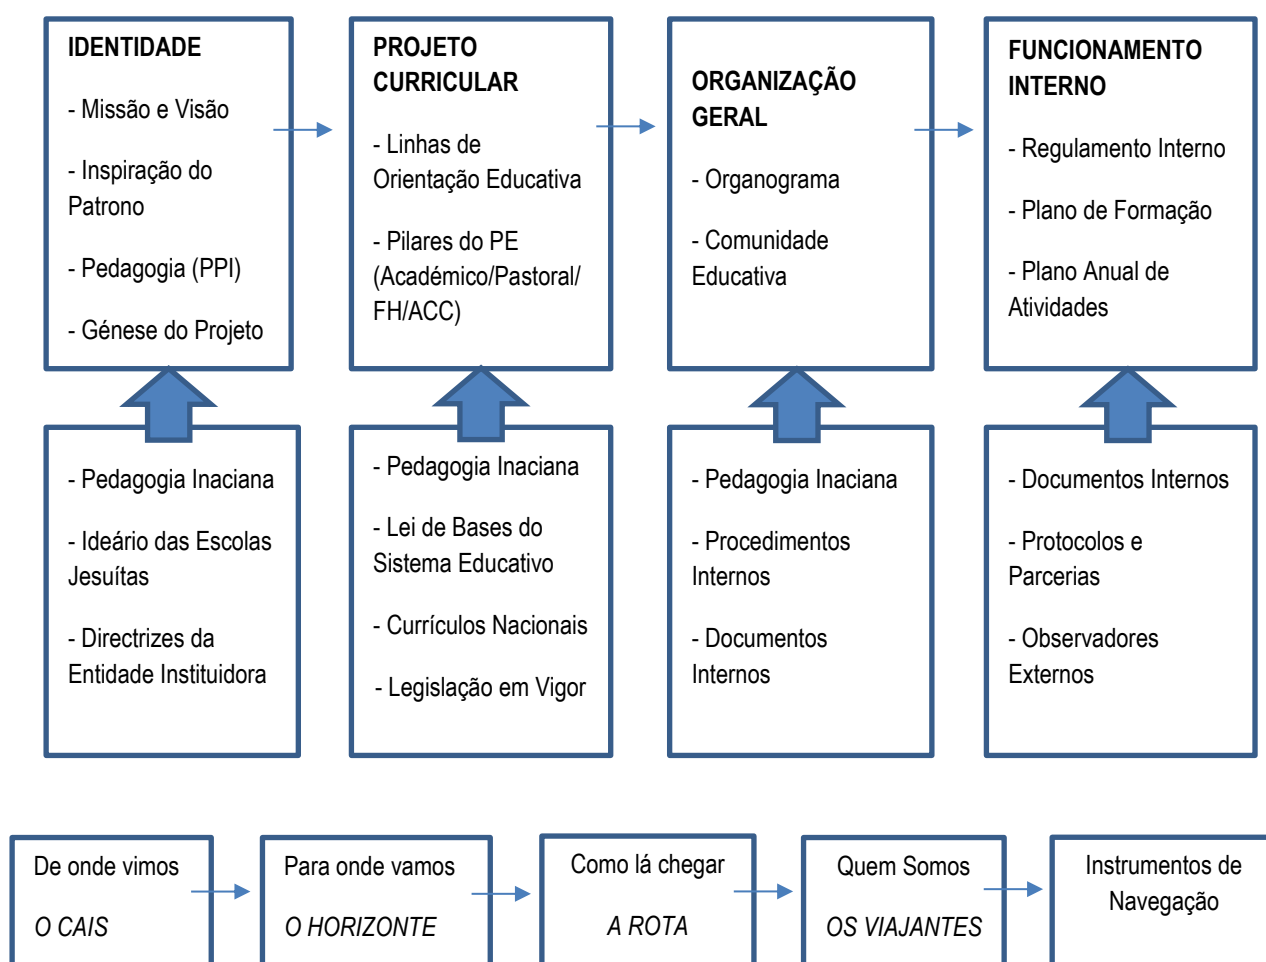 IDENTIDADE
- Missão e Visão
- Inspiração do
Patrono
- Pedagogia (PPI)
- Génese do Projeto
PROJETO
CURRICULAR
- Linhas de
Orientação Educativa
- Pilares do PE
(Académico/Pastoral/
FH/ACC)
ORGANIZAÇÃO
GERAL
- Organograma
- Comunidade
Educativa
FUNCIONAMENTO
INTERNO
- Regulamento Interno
- Plano de Formação
- Plano Anual de
Atividades
- Pedagogia Inaciana
- Ideário das Escolas
Jesuítas
- Directrizes da
Entidade Instituidora
- Pedagogia Inaciana
- Lei de Bases do
Sistema Educativo
- Currículos Nacionais
- Legislação em Vigor
- Pedagogia Inaciana
- Procedimentos
Internos
- Documentos
Internos
- Documentos Internos
- Protocolos e
Parcerias
- Observadores
Externos
De onde vimos
O CAIS
Para onde vamos
O HORIZONTE
Como lá chegar
A ROTA
Quem Somos
OS VIAJANTES
Instrumentos de
Navegação